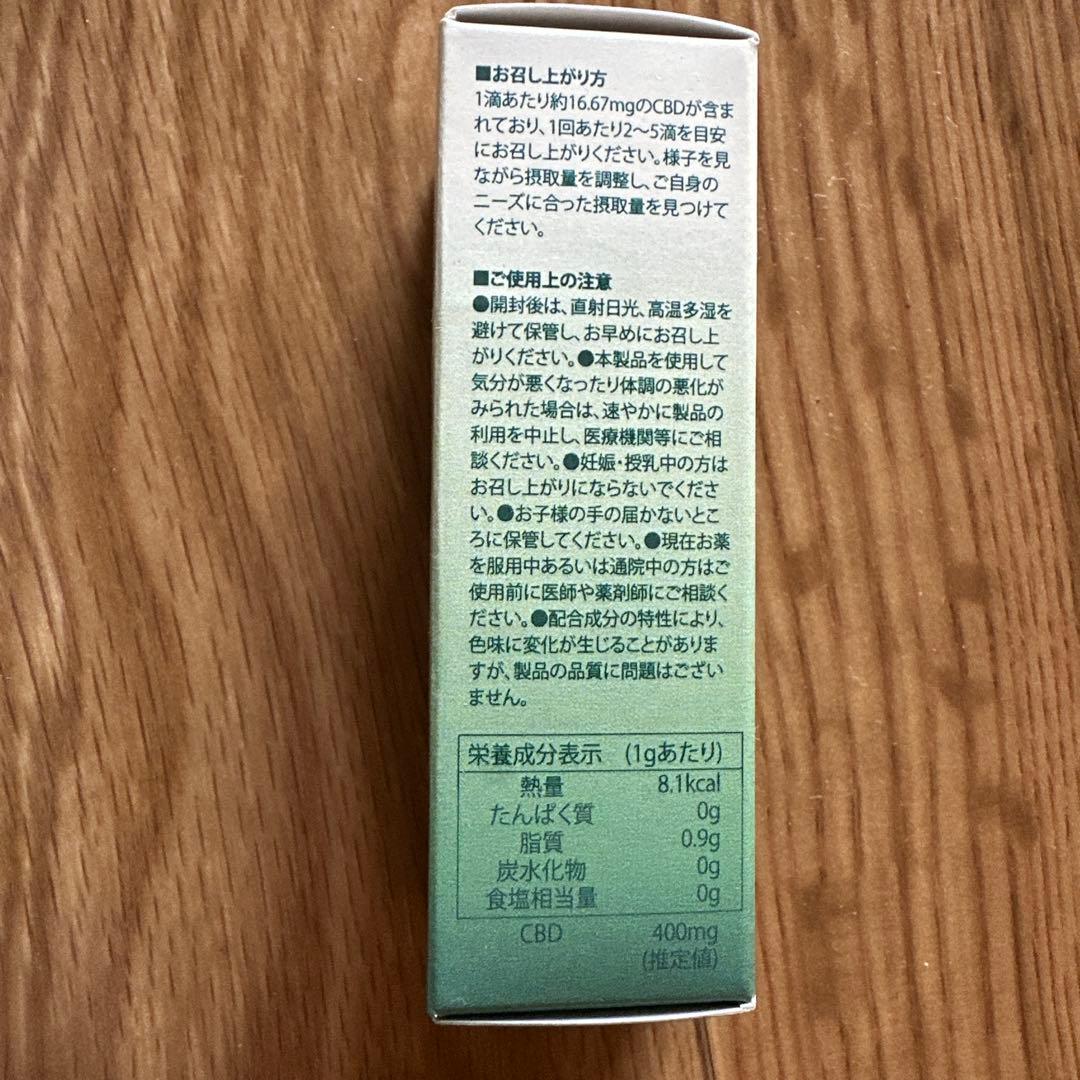 ■お召し上がり方
1滴あたり約16.67mgのCBDが含ま
れており、1回あたり2〜5滴を目安
にお召し上がりください。様子を見
ながら摂取量を調整し、ご自身の
ニーズに合った摂取量を見つけて
ください。
■ご使用上の注意
●開封後は、直射日光、高温多湿を
避けて保管し、お早めにお召し上
がりください。●本製品を使用して
気分が悪くなったり体調の悪化が
みられた場合は、速やかに製品の
利用を中止し、医療機関等にご相
談ください。●妊娠・授乳中の方は
お召し上がりにならないでくださ
い。●お子様の手の届かないとこ
ろに保管してください。●現在お薬
を服用中あるいは通院中の方はご
使用前に医師や薬剤師にご相談く
ださい。●配合成分の特性により、
色味に変化が生じることがありま
すが、製品の品質に問題はござい
ません。
栄養成分表示 (1gあたり)
熱量 8.1kcal
たんぱく質 0g
脂質 0.9g
炭水化物 0g
食塩相当量 0g
CBD 400mg
(推定値)